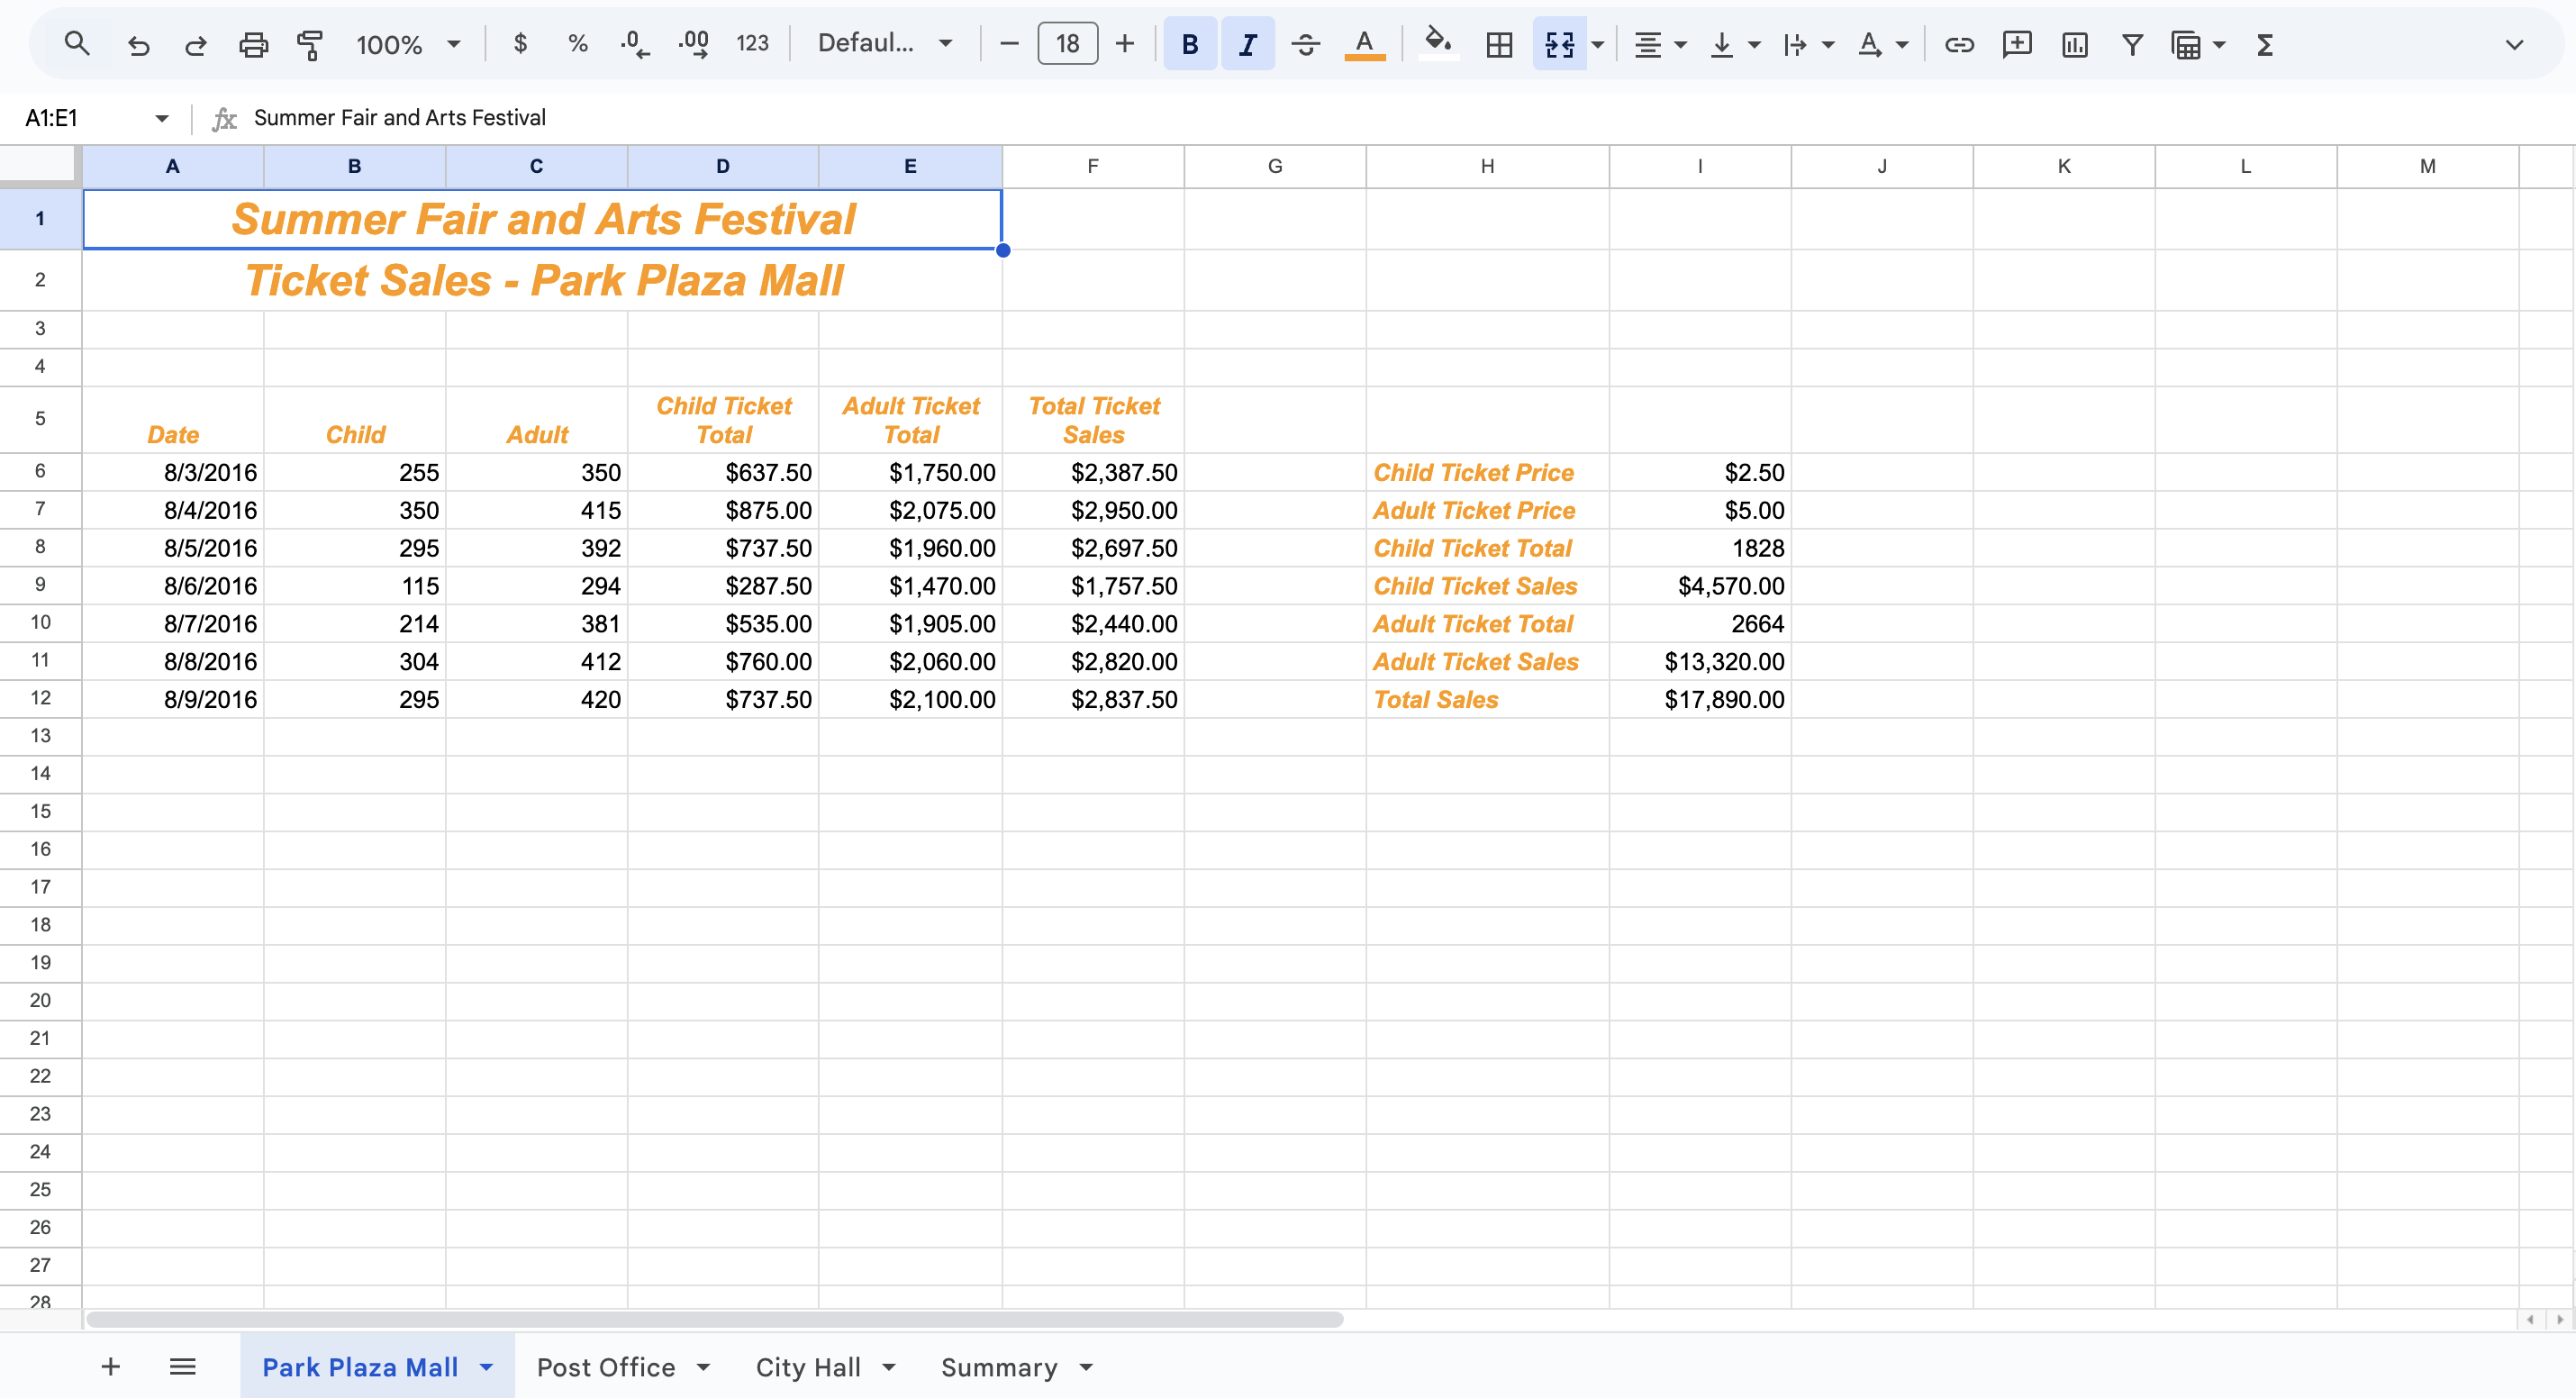 100% $ % .0 .00 123 Defaul... 18 B I A A Σ
A1:E1 fx Summer Fair and Arts Festival
A B C D E F G H I J K L M
1 Summer Fair and Arts Festival
2 Ticket Sales - Park Plaza Mall
3
4
5 Date Child Adult Child Ticket Total Adult Ticket Total Total Ticket Sales
6 8/3/2016 255 350 $637.50 $1,750.00 $2,387.50 Child Ticket Price $2.50
7 8/4/2016 350 415 $875.00 $2,075.00 $2,950.00 Adult Ticket Price $5.00
8 8/5/2016 295 392 $737.50 $1,960.00 $2,697.50 Child Ticket Total 1828
9 8/6/2016 115 294 $287.50 $1,470.00 $1,757.50 Child Ticket Sales $4,570.00
10 8/7/2016 214 381 $535.00 $1,905.00 $2,440.00 Adult Ticket Total 2664
11 8/8/2016 304 412 $760.00 $2,060.00 $2,820.00 Adult Ticket Sales $13,320.00
12 8/9/2016 295 420 $737.50 $2,100.00 $2,837.50 Total Sales $17,890.00
13
14
15
16
17
18
19
20
21
22
23
24
25
26
27
28
Park Plaza Mall Post Office City Hall Summary